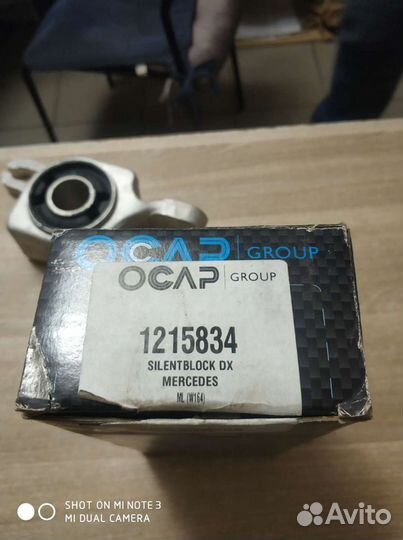 OCAP GROUP
OCAP GROUP
1215834
SILENTBLOCK DX
MERCEDES
ML (W164)
SHOT ON MI NOTE 3
MI DUAL CAMERA
Avito